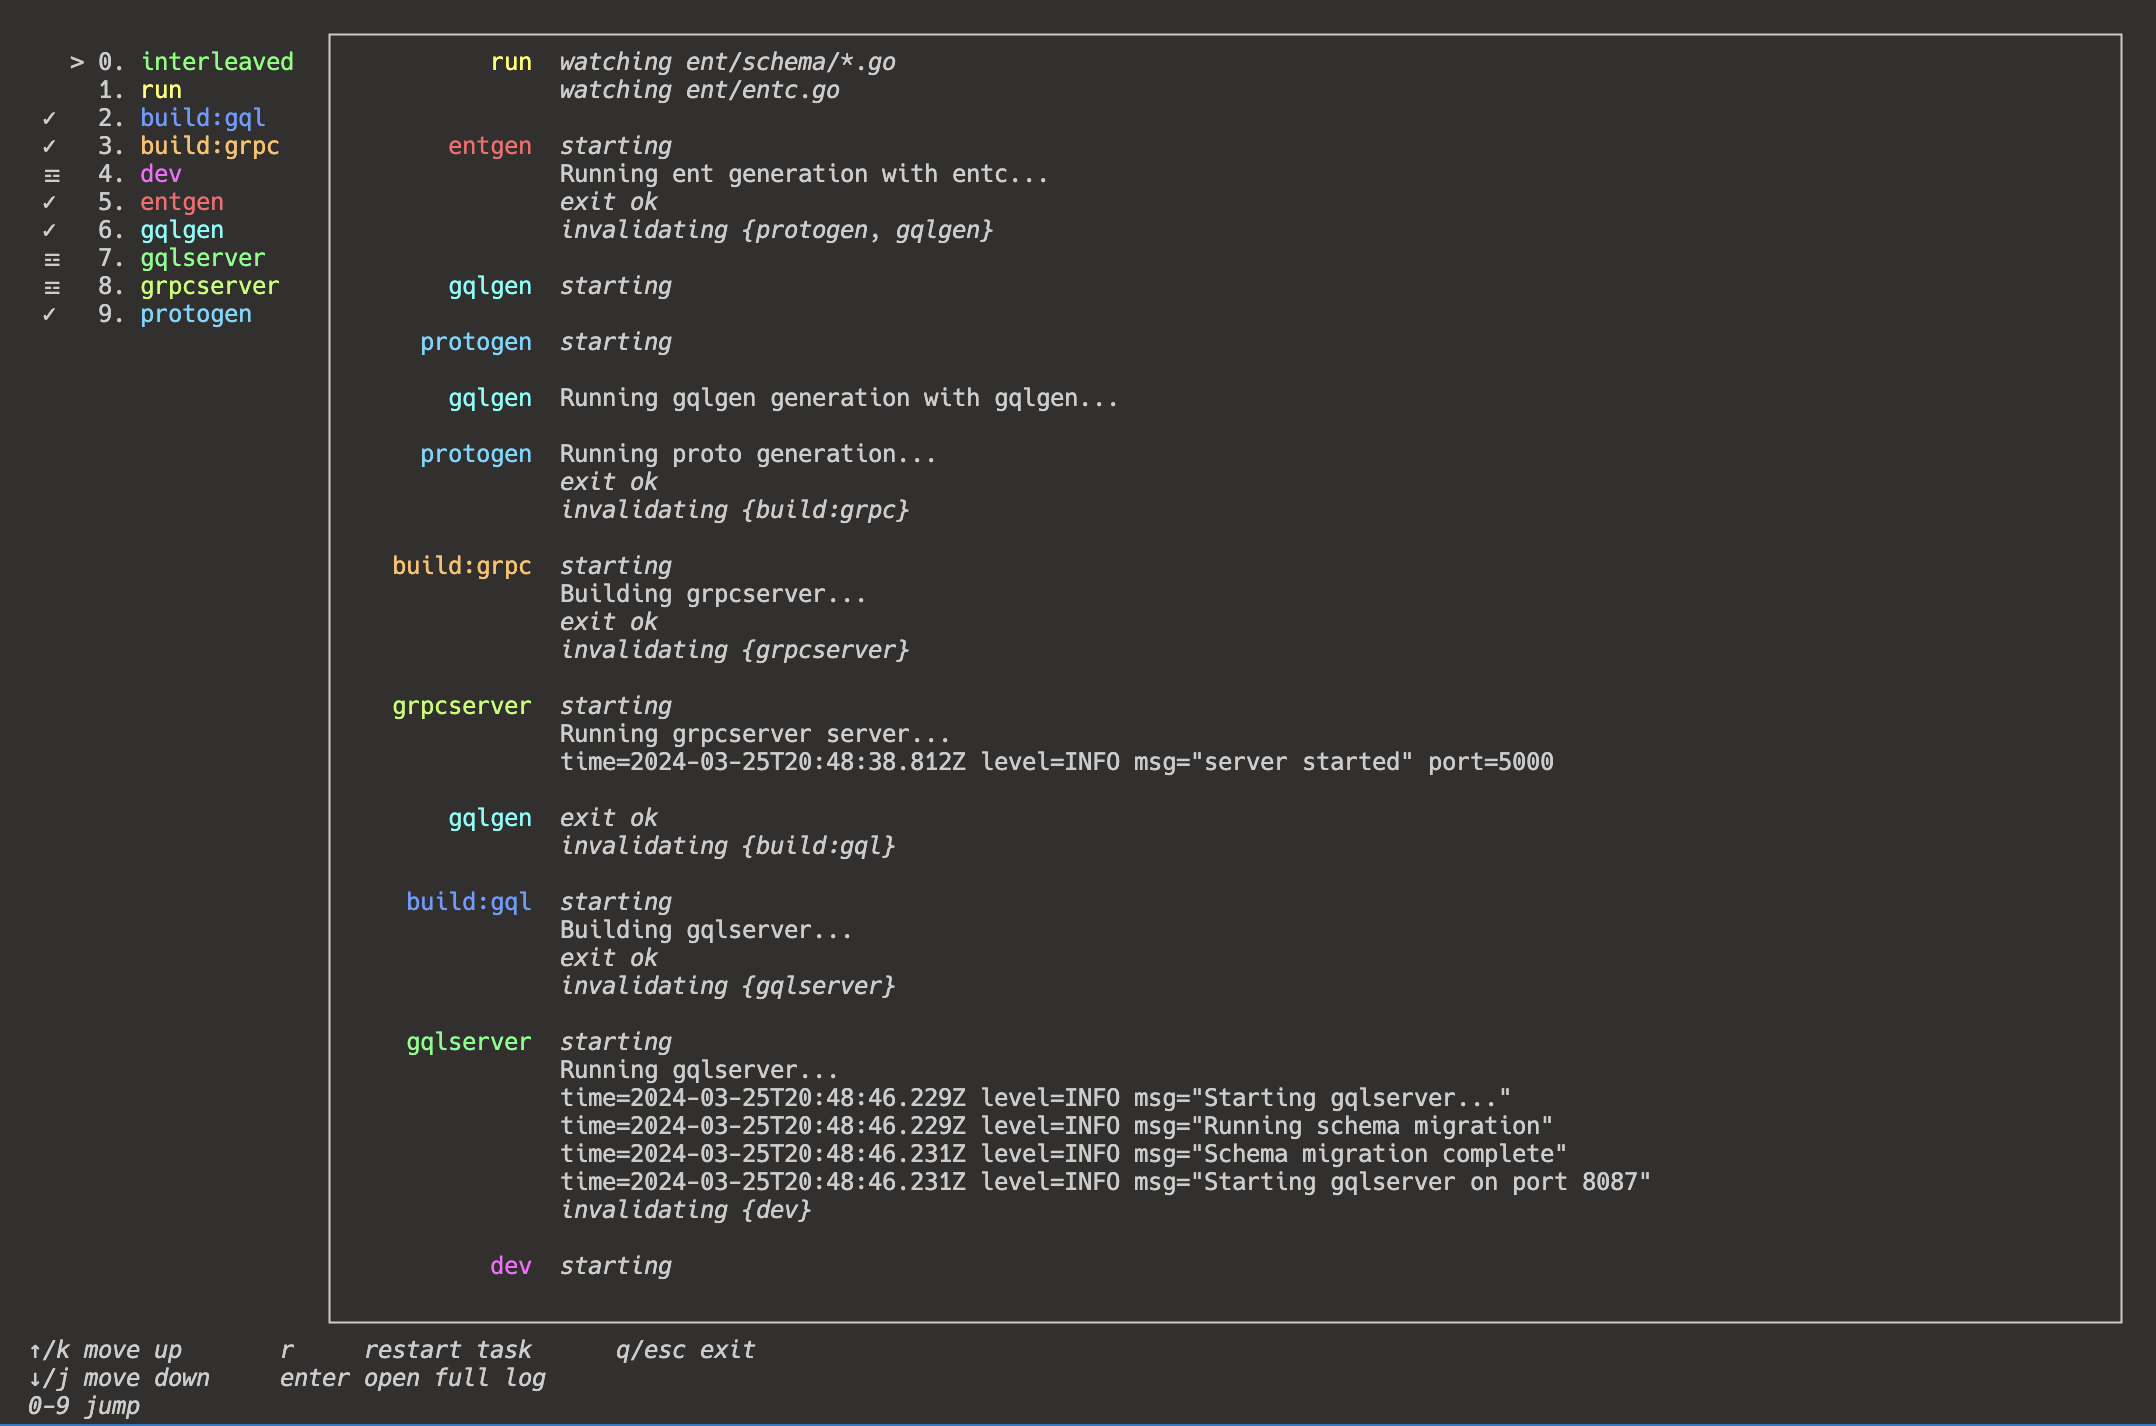 > 0. interleaved
1. run
✓ 2. build:gql
✓ 3. build:grpc
4. dev
✓ 5. entgen
✓ 6. gqlgen
7. gqlserver
8. grpcserver
✓ 9. protogen
run watching ent/schema/*.go
watching ent/entc.go
entgen starting
Running ent generation with entc...
exit ok
invalidating {protogen, gqlgen}
gqlgen starting
protogen starting
gqlgen Running gqlgen generation with gqlgen...
protogen Running proto generation...
exit ok
invalidating {build:grpc}
build:grpc starting
Building grpcserver...
exit ok
invalidating {grpcserver}
grpcserver starting
Running grpcserver server...
time=2024-03-25T20:48:38.812Z level=INFO msg="server started" port=5000
gqlgen exit ok
invalidating {build:gql}
build:gql starting
Building gqlserver...
exit ok
invalidating {gqlserver}
gqlserver starting
Running gqlserver...
time=2024-03-25T20:48:46.229Z level=INFO msg="Starting gqlserver..."
time=2024-03-25T20:48:46.229Z level=INFO msg="Running schema migration"
time=2024-03-25T20:48:46.231Z level=INFO msg="Schema migration complete"
time=2024-03-25T20:48:46.231Z level=INFO msg="Starting gqlserver on port 8087"
invalidating {dev}
dev starting
↑/k move up r restart task q/esc exit
↓/j move down enter open full log
0-9 jump